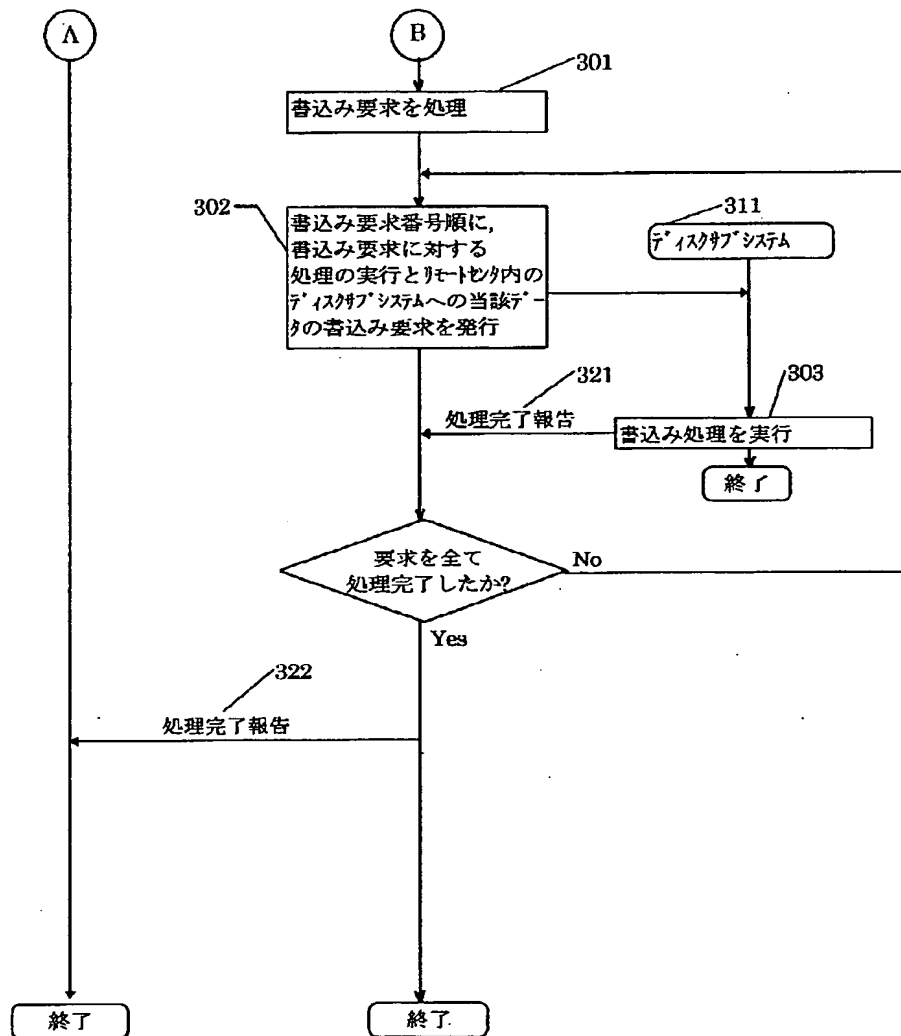 A
B
301
書込み要求を処理
302
書込み要求番号順に,
書込み要求に対する
処理の実行とﾘﾓｰﾄｾﾝﾀ内の
ﾃﾞｨｽｸｻﾌﾞｼｽﾃﾑへの当該ﾃﾞｰ
ﾀの書込み要求を発行
311
ﾃﾞｨｽｸｻﾌﾞｼｽﾃﾑ
321
処理完了報告
303
書込み処理を実行
終了
要求を全て
処理完了したか?
No
Yes
322
処理完了報告
終了
終了